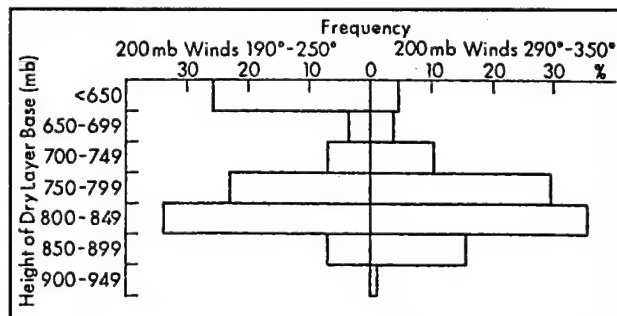 Frequency
200mb Winds 190°-250° 200mb Winds 290°-350°
30 20 10 0 10 20 30 %
Height of Dry Layer Base (mb)
<650
650-699
700-749
750-799
800-849
850-899
900-949